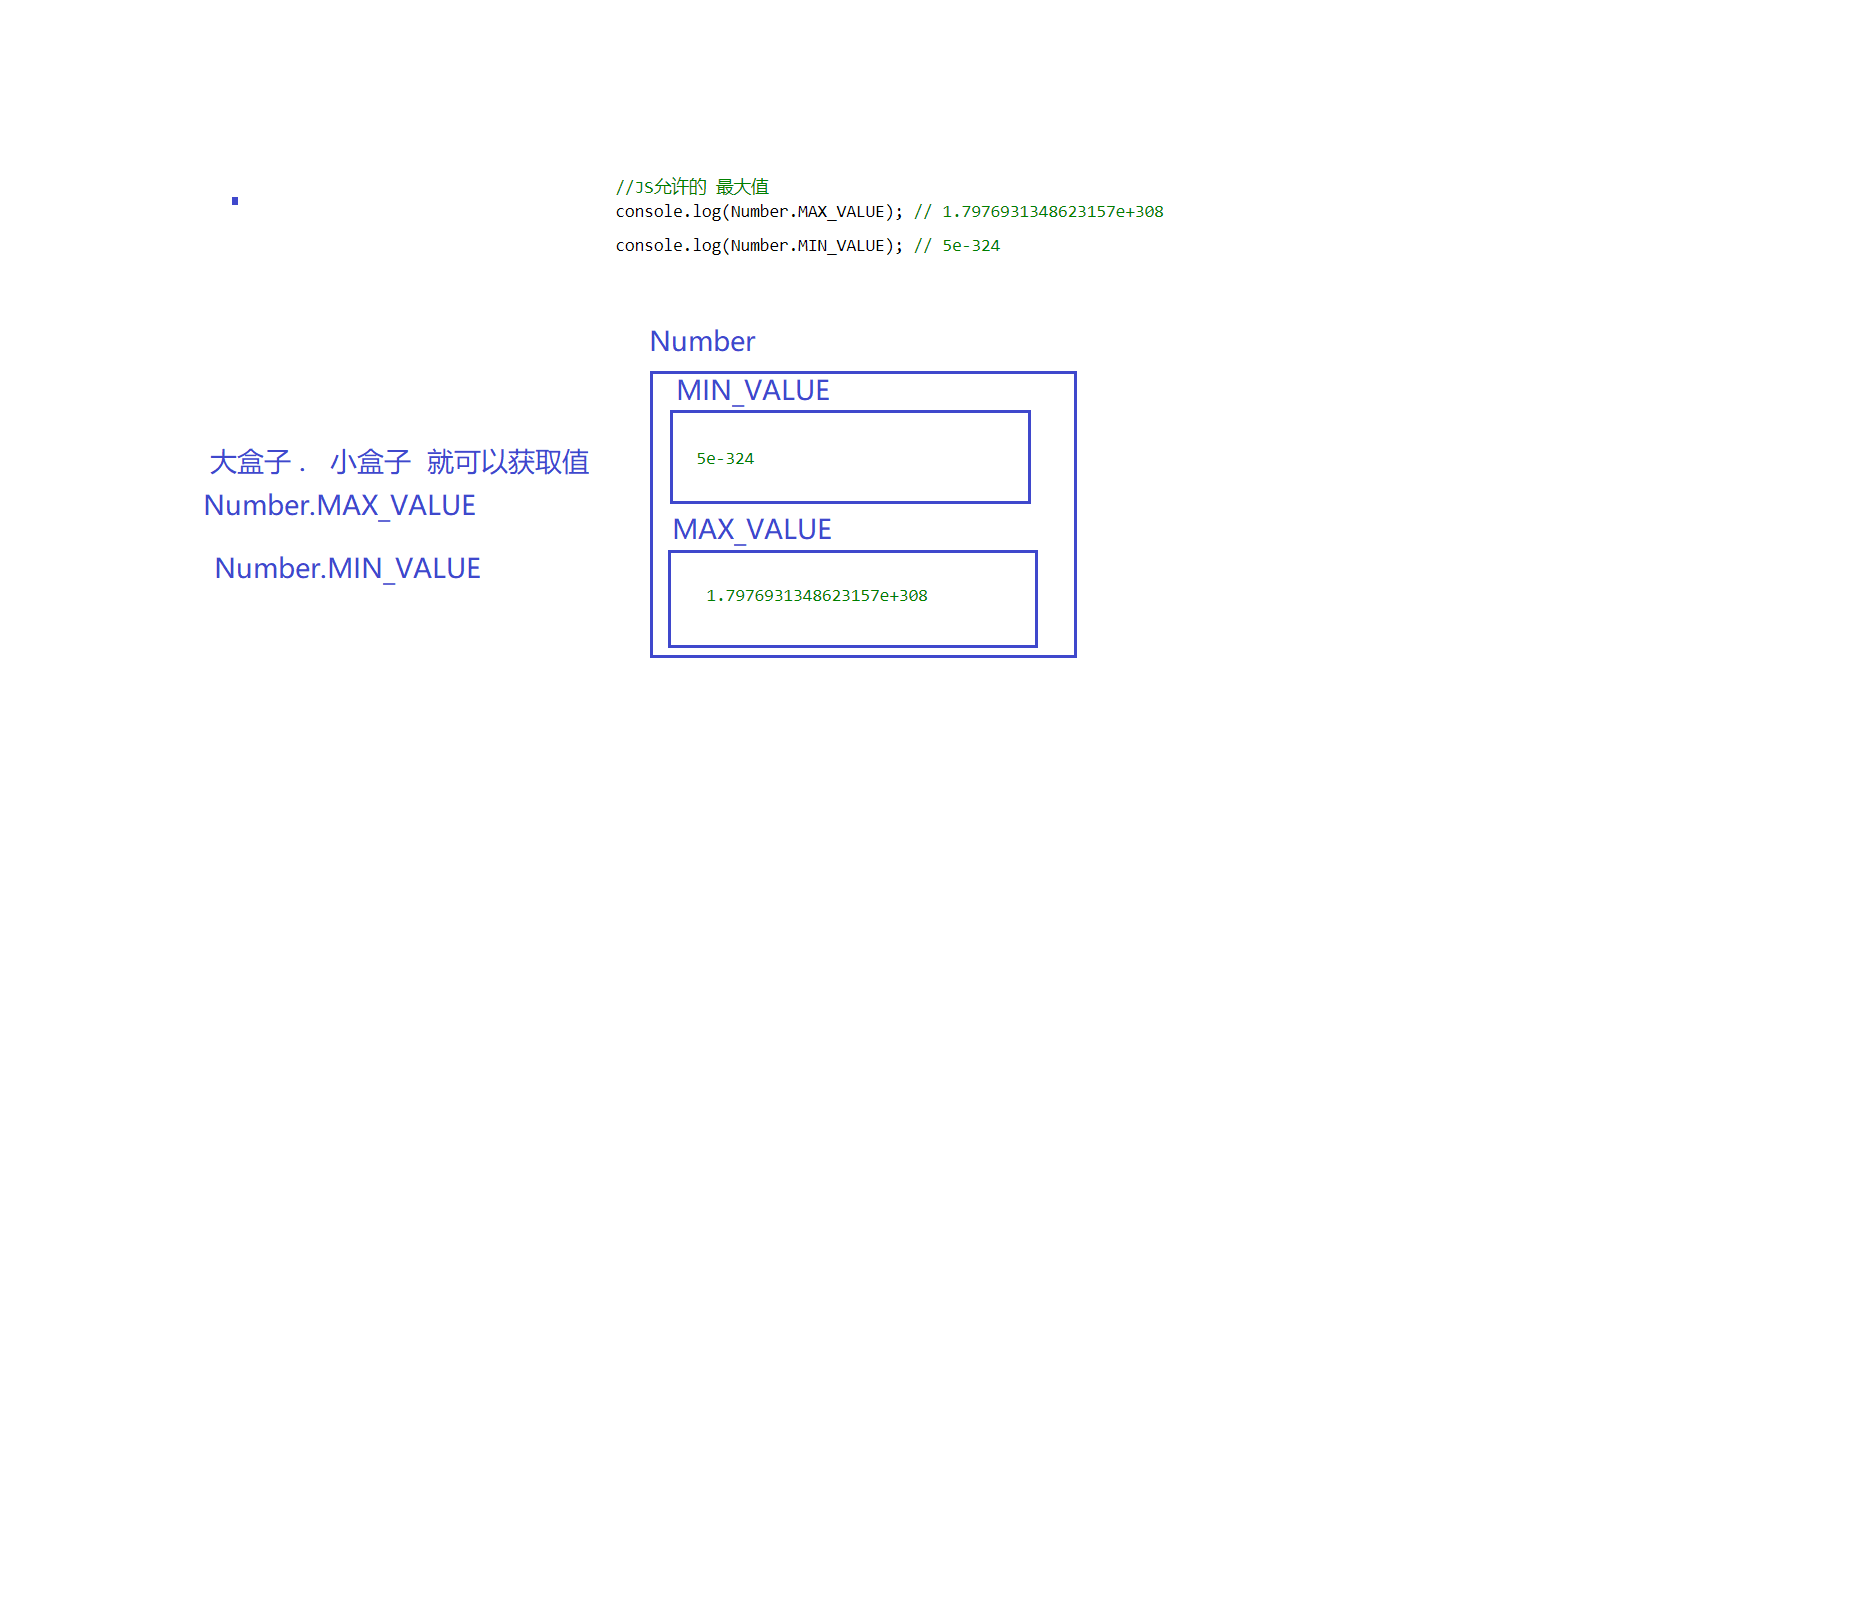 //JS允许的 最大值
console.log(Number.MAX_VALUE); // 1.7976931348623157e+308
console.log(Number.MIN_VALUE); // 5e-324
Number
MIN_VALUE
5e-324
大盒子 . 小盒子 就可以获取值
Number.MAX_VALUE
MAX_VALUE
Number.MIN_VALUE
1.7976931348623157e+308